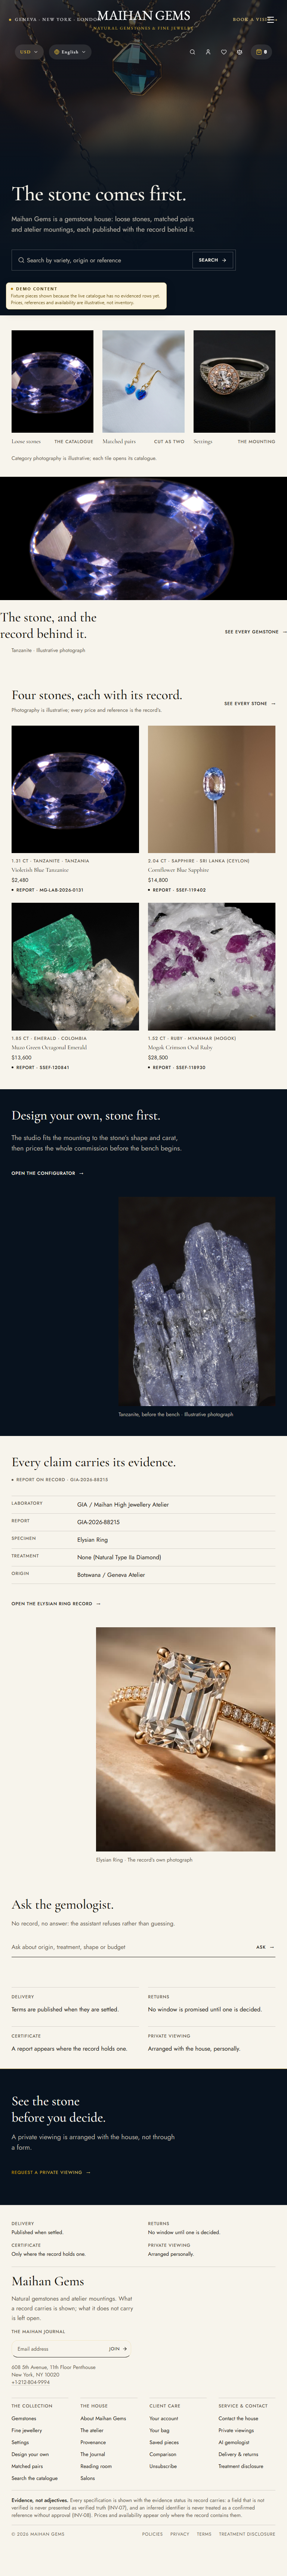 GENEVA · NEW YORK · LONDON
MAIHAN GEMS
NATURAL GEMSTONES & FINE JEWELRY
BOOK A VISIT
USD
English
0
The stone comes first.
Maihan Gems is a gemstone house: loose stones, matched pairs
and atelier mountings, each published with the record behind it.
Search by variety, origin or reference
SEARCH →
DEMO CONTENT
Fixture pieces shown because the live catalogue has no evidenced rows yet.
Prices, references and availability are illustrative, not inventory.
Loose stones
THE CATALOGUE
Matched pairs
CUT AS TWO
Settings
THE MOUNTING
Category photography is illustrative; each tile opens its catalogue.
The stone, and the
record behind it.
SEE EVERY GEMSTONE →
Tanzanite · Illustrative photograph
Four stones, each with its record.
Photography is illustrative; every price and reference is the record's.
SEE EVERY STONE →
1.31 CT · TANZANITE · TANZANIA
Violetish Blue Tanzanite
$2,480
REPORT · MG-LAB-2026-0131
2.04 CT · SAPPHIRE · SRI LANKA (CEYLON)
Cornflower Blue Sapphire
$14,800
REPORT · SSEF-119402
1.83 CT · EMERALD · COLOMBIA
Muzo Green Octagonal Emerald
$13,600
REPORT · SSEF-120841
1.52 CT · RUBY · MYANMAR (MOGOK)
Mogok Crimson Oval Ruby
$28,500
REPORT · SSEF-118930
Design your own, stone first.
The studio fits the mounting to the stone's shape and carat,
then prices the whole commission before the bench begins.
OPEN THE CONFIGURATOR →
Tanzanite, before the bench · Illustrative photograph
Every claim carries its evidence.
REPORT ON RECORD · GIA-2026-88215
LABORATORY
GIA / Maihan High Jewellery Atelier
REPORT
GIA-2026-88215
SPECIMEN
Elysian Ring
TREATMENT
None (Natural Type IIa Diamond)
ORIGIN
Botswana / Geneva Atelier
OPEN THE ELYSIAN RING RECORD →
Elysian Ring · The record's own photograph
Ask the gemologist.
No record, no answer: the assistant refuses rather than guessing.
Ask about origin, treatment, shape or budget
ASK →
DELIVERY
Terms are published when they are settled.
RETURNS
No window is promised until one is decided.
CERTIFICATE
A report appears where the record holds one.
PRIVATE VIEWING
Arranged with the house, personally.
See the stone
before you decide.
A private viewing is arranged with the house, not through
a form.
REQUEST A PRIVATE VIEWING →
DELIVERY
Published when settled.
RETURNS
No window until one is decided.
CERTIFICATE
Only where the record holds one.
PRIVATE VIEWING
Arranged personally.
Maihan Gems
Natural gemstones and atelier mountings. What
a record carries is shown; what it does not carry
is left open.
THE MAIHAN JOURNAL
Email address
JOIN →
608 5th Avenue, 11th Floor Penthouse
New York, NY 10020
+1-212-804-9994
THE COLLECTION
Gemstones
Fine jewellery
Settings
Design your own
Matched pairs
Search the catalogue
THE HOUSE
About Maihan Gems
The atelier
Provenance
The Journal
Reading room
Salons
CLIENT CARE
Your account
Your bag
Saved pieces
Comparison
Unsubscribe
SERVICE & CONTACT
Contact the house
Private viewings
AI gemologist
Delivery & returns
Treatment disclosure
Evidence, not adjectives. Every specification is shown with the evidence status its record carries: a field that is not
verified is never presented as verified truth (INV-07), and an inferred identifier is never treated as a confirmed
reference without approval (INV-08). Prices and availability appear only where the record contains them.
© 2026 MAIHAN GEMS
POLICIES
PRIVACY
TERMS
TREATMENT DISCLOSURE